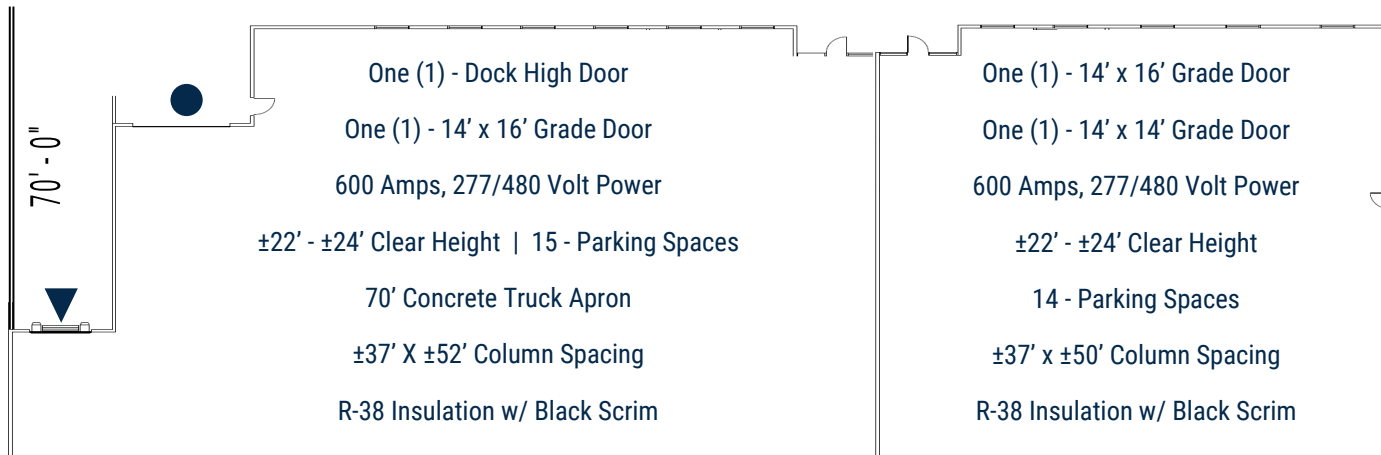 70' - 0"
One (1) - Dock High Door
One (1) - 14’ x 16’ Grade Door
600 Amps, 277/480 Volt Power
±22’ - ±24’ Clear Height | 15 - Parking Spaces
70’ Concrete Truck Apron
±37’ X ±52’ Column Spacing
R-38 Insulation w/ Black Scrim
One (1) - 14’ x 16’ Grade Door
One (1) - 14’ x 14’ Grade Door
600 Amps, 277/480 Volt Power
±22’ - ±24’ Clear Height
14 - Parking Spaces
±37’ x ±50’ Column Spacing
R-38 Insulation w/ Black Scrim